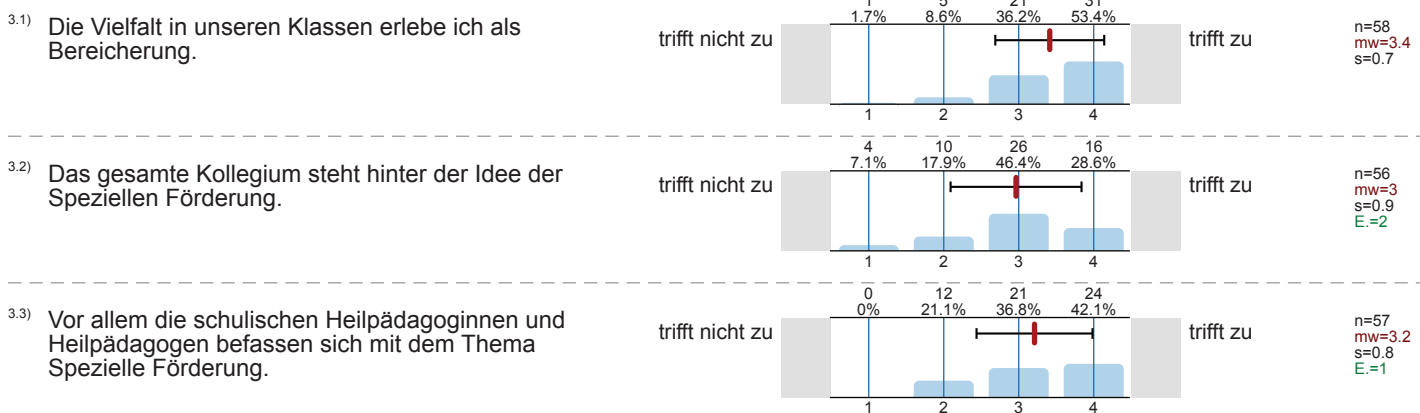 1 5 21 31
1.7% 8.6% 36.2% 53.4%
3.1) Die Vielfalt in unseren Klassen erlebe ich als
Bereicherung.
trifft nicht zu
trifft zu
n=58
mw=3.4
s=0.7
1 2 3 4
4 10 26 16
7.1% 17.9% 46.4% 28.6%
3.2) Das gesamte Kollegium steht hinter der Idee der
Speziellen Förderung.
trifft nicht zu
trifft zu
n=56
mw=3
s=0.9
E.=2
1 2 3 4
0 12 21 24
0% 21.1% 36.8% 42.1%
3.3) Vor allem die schulischen Heilpädagoginnen und
Heilpädagogen befassen sich mit dem Thema
Spezielle Förderung.
trifft nicht zu
trifft zu
n=57
mw=3.2
s=0.8
E.=1
1 2 3 4